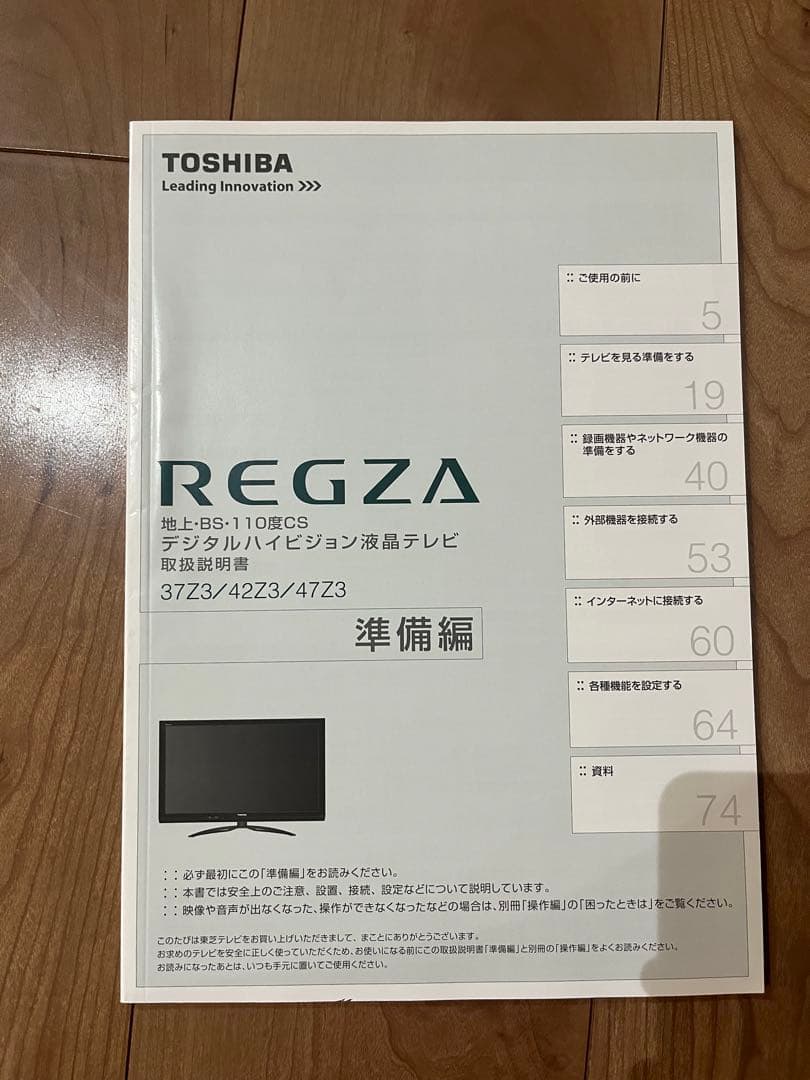 TOSHIBA
Leading Innovation >>>
REGZA
地上・BS・110度CS
デジタルハイビジョン液晶テレビ
取扱説明書
37Z3/42Z3/47Z3
準備編
ご使用の前に
5
テレビを見る準備をする
19
録画機器やネットワーク機器の
準備をする
40
外部機器を接続する
53
インターネットに接続する
60
各種機能を設定する
64
資料
74
必ず最初にこの「準備編」をお読みください。
本書では安全上のご注意、設置、接続、設定などについて説明しています。
映像や音声が出なくなった、操作ができなくなったなどの場合は、別冊「操作編」の「困ったときは」をご覧ください。
このたびは東芝テレビをお買い上げいただきまして、まことにありがとうございます。
お求めのテレビを安全に正しく使っていただくため、お使いになる前にこの取扱説明書「準備編」と別冊の「操作編」をよくお読みください。
お読みになったあとは、いつも手元に置いてご使用ください。